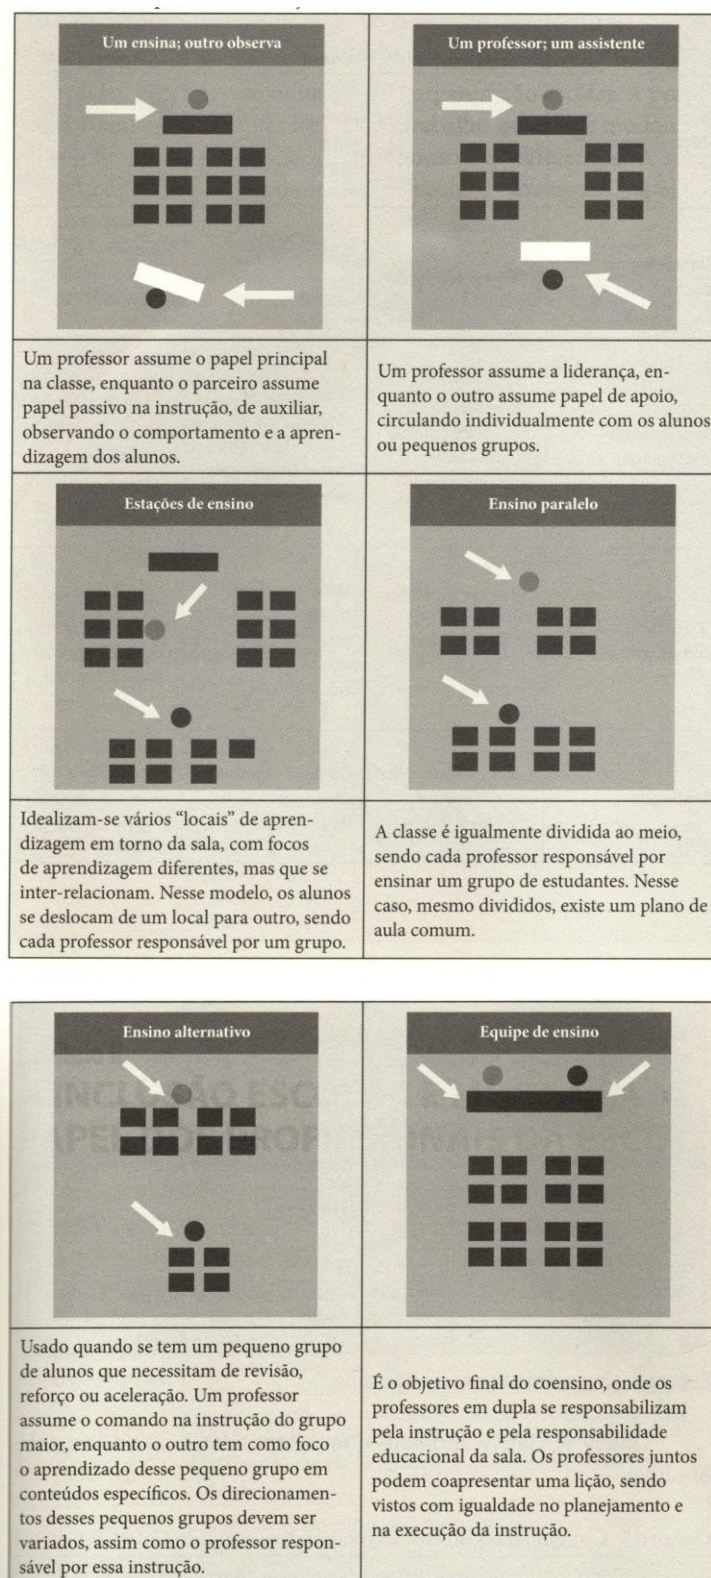 Um ensina; outro observa
Um professor assume o papel principal
na classe, enquanto o parceiro assume
papel passivo na instrução, de auxiliar,
observando o comportamento e a apren-
dizagem dos alunos.
Um professor; um assistente
Um professor assume a liderança, en-
quanto o outro assume papel de apoio,
circulando individualmente com os alunos
ou pequenos grupos.
Estações de ensino
Idealizam-se vários “locais” de apren-
dizagem em torno da sala, com focos
de aprendizagem diferentes, mas que se
inter-relacionam. Nesse modelo, os alunos
se deslocam de um local para outro, sendo
cada professor responsável por um grupo.
Ensino paralelo
A classe é igualmente dividida ao meio,
sendo cada professor responsável por
ensinar um grupo de estudantes. Nesse
caso, mesmo divididos, existe um plano de
aula comum.
Ensino alternativo
Usado quando se tem um pequeno grupo
de alunos que necessitam de revisão,
reforço ou aceleração. Um professor
assume o comando na instrução do grupo
maior, enquanto o outro tem como foco
o aprendizado desse pequeno grupo em
conteúdos específicos. Os direcionamen-
tos desses pequenos grupos devem ser
variados, assim como o professor respon-
sável por essa instrução.
Equipe de ensino
É o objetivo final do coensino, onde os
professores em dupla se responsabilizam
pela instrução e pela responsabilidade
educacional da sala. Os professores juntos
podem coapresentar uma lição, sendo
vistos com igualdade no planejamento e
na execução da instrução.